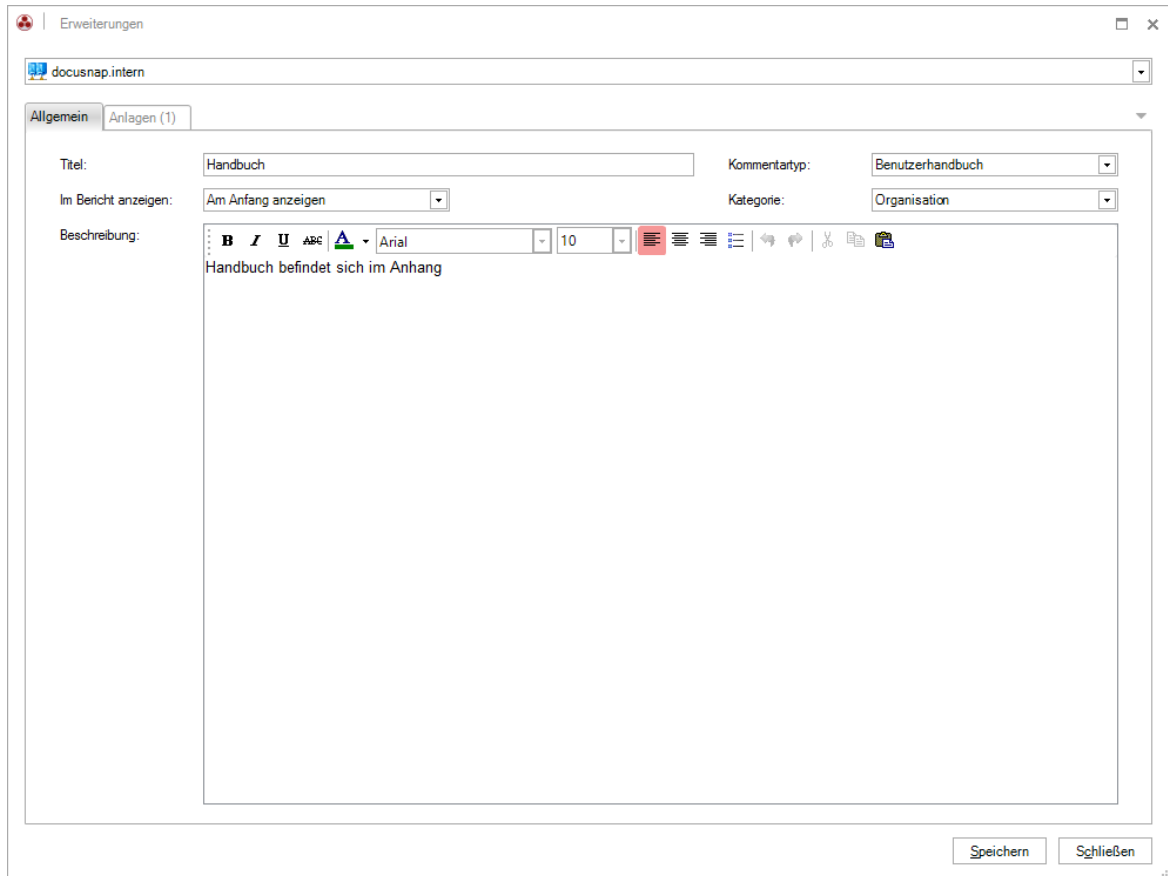 Erweiterungen
docusnap.intern
Allgemein Anlagen (1)
Titel: Handbuch Kommentartyp: Benutzerhandbuch
Im Bericht anzeigen: Am Anfang anzeigen Kategorie: Organisation
Beschreibung: B I U ABC A Arial 10
Handbuch befindet sich im Anhang
Speichern Schließen